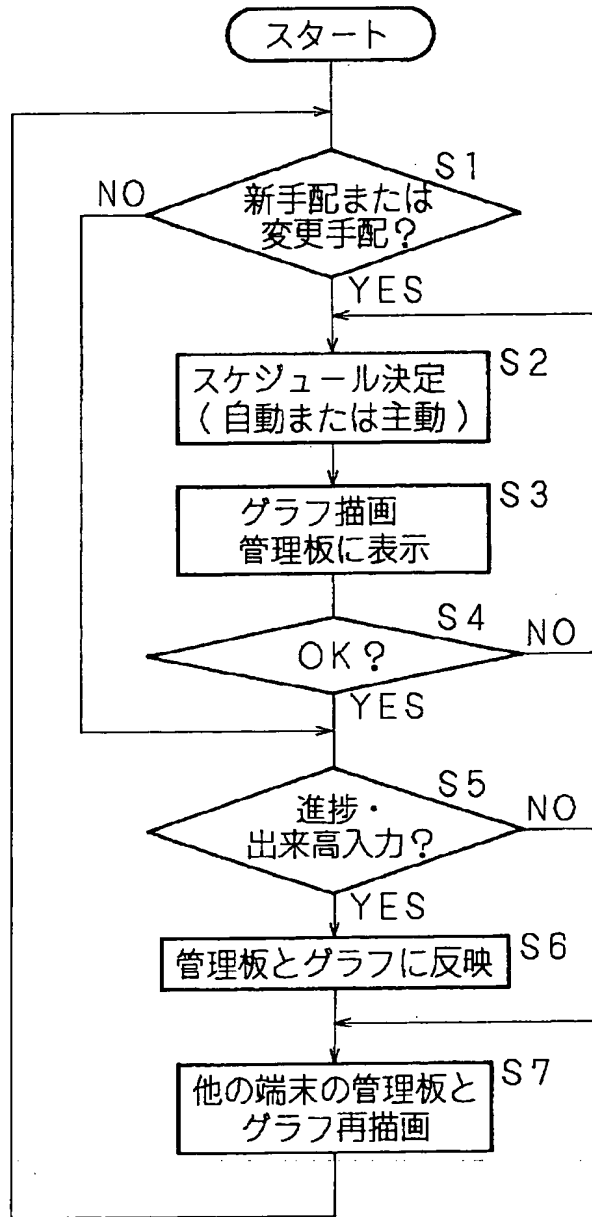 スタート
S1
新手配または
変更手配?
NO
YES
S2
スケジュール決定
(自動または主動)
S3
グラフ描画
管理板に表示
S4
OK?
NO
YES
S5
進捗・
出来高入力?
NO
YES
S6
管理板とグラフに反映
S7
他の端末の管理板と
グラフ再描画